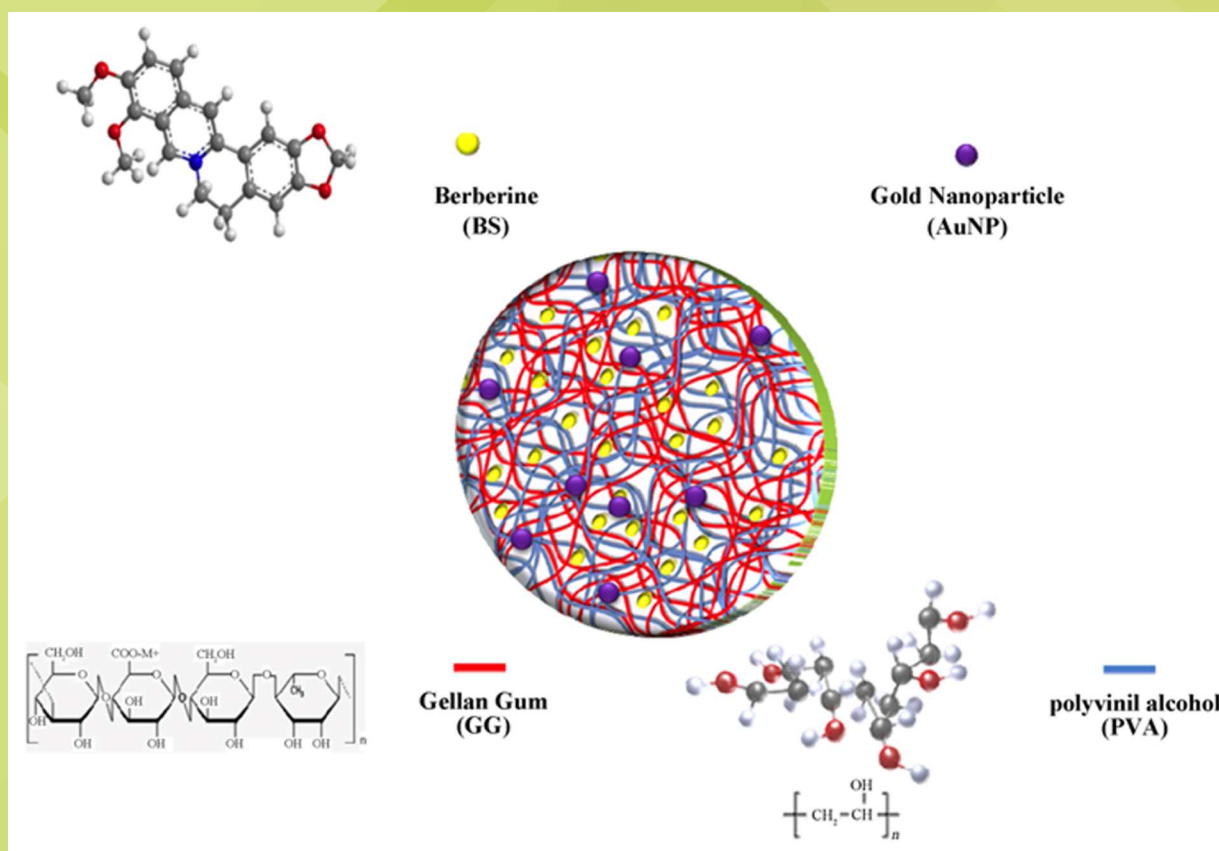 Berberine
(BS)
Gold Nanoparticle
(AuNP)
CH₂OH
COO-M+
CH₂OH
O
O
O
O
O
O
O
CH₃
OH
OH
OH
OH
OH
OH
OH
OH
n
Gellan Gum
(GG)
polyvinil alcohol
(PVA)
OH
CH₂
CH
n